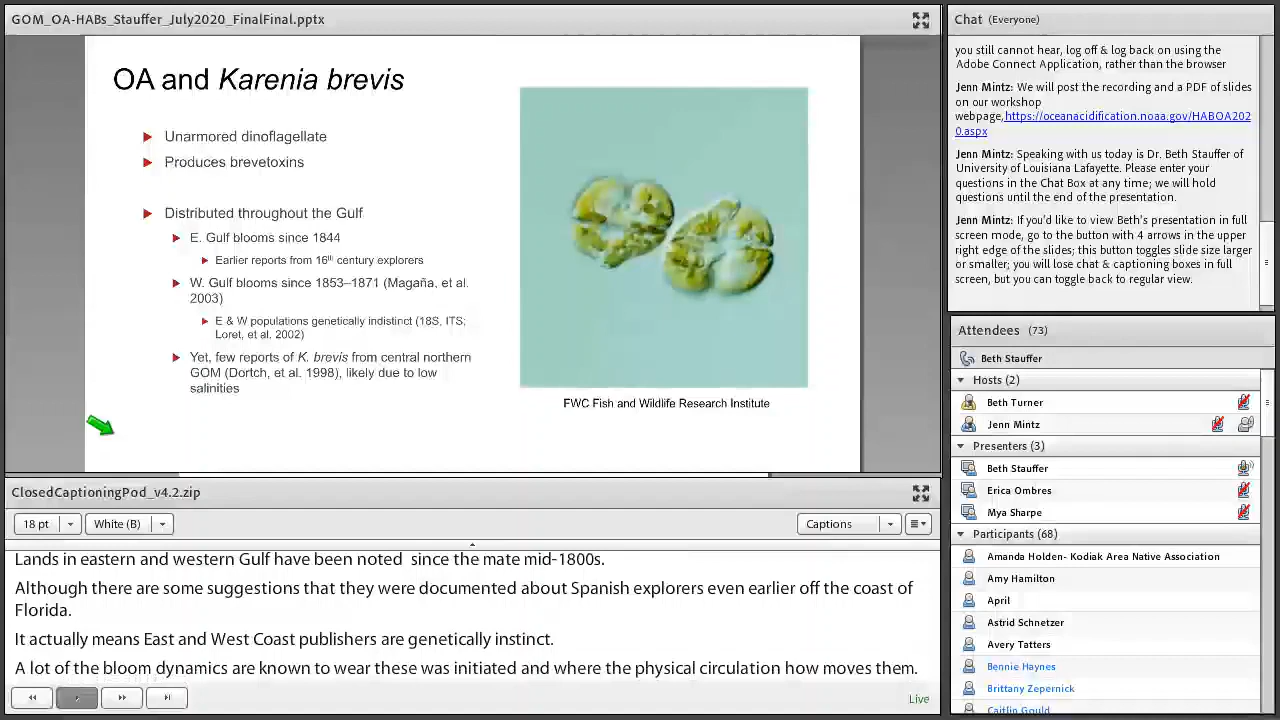 GOM_OA-HABs_Stauffer_July2020_FinalFinal.pptx
OA and Karenia brevis
Unarmored dinoflagellate
Produces brevetoxins
Distributed throughout the Gulf
E. Gulf blooms since 1844
Earlier reports from 16th century explorers
W. Gulf blooms since 1853–1871 (Magaña, et al.
2003)
E & W populations genetically indistinct (18S, ITS;
Loret, et al. 2002)
Yet, few reports of K. brevis from central northern
GOM (Dortch, et al. 1998), likely due to low
salinities
FWC Fish and Wildlife Research Institute
ClosedCaptioningPod_v4.2.zip
18 pt
White (B)
Captions
Lands in eastern and western Gulf have been noted  since the mate mid-1800s.
Although there are some suggestions that they were documented about Spanish explorers even earlier off the coast of
Florida.
It actually means East and West Coast publishers are genetically instinct.
A lot of the bloom dynamics are known to wear these was initiated and where the physical circulation how moves them.
Live
Chat (Everyone)
you still cannot hear, log off & log back on using the
Adobe Connect Application, rather than the browser
Jenn Mintz: We will post the recording and a PDF of slides
on our workshop
webpage,https://oceanacidification.noaa.gov/HABOA202
0.aspx
Jenn Mintz: Speaking with us today is Dr. Beth Stauffer of
University of Louisiana Lafayette. Please enter your
questions in the Chat Box at any time; we will hold
questions until the end of the presentation.
Jenn Mintz: If you'd like to view Beth's presentation in full
screen mode, go to the button with 4 arrows in the upper
right edge of the slides; this button toggles slide size larger
or smaller; you will lose chat & captioning boxes in full
screen, but you can toggle back to regular view.
Attendees (73)
Beth Stauffer
Hosts (2)
Beth Turner
Jenn Mintz
Presenters (3)
Beth Stauffer
Erica Ombres
Mya Sharpe
Participants (68)
Amanda Holden- Kodiak Area Native Association
Amy Hamilton
April
Astrid Schnetzer
Avery Tatters
Bennie Haynes
Brittany Zepernick
Caitlin Gould